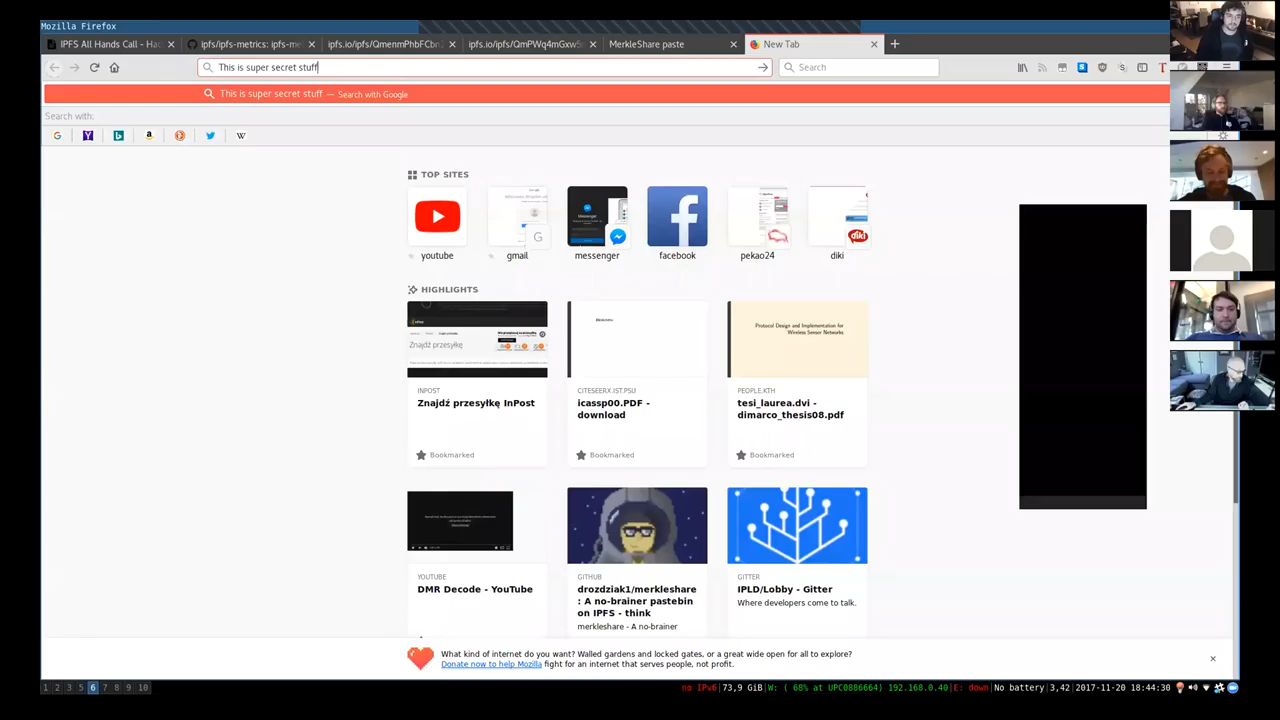 Mozilla Firefox
IPFS All Hands Call - Hac
ipfs/ipfs-metrics: ipfs-me
ipfs.io/ipfs/QmenmPhbFCbn
ipfs.io/ipfs/QmPWq4mGxw5
MerkleShare paste
New Tab
This is super secret stuff
Search
This is super secret stuff — Search with Google
Search with:
TOP SITES
youtube
gmail
messenger
facebook
pekao24
diki
HIGHLIGHTS
Znajdź przesyłkę
Protocol Design and Implementation for
Wireless Sensor Networks
INPOST
Znajdź przesyłkę InPost
Bookmarked
CITESEERX.IST.PSU
icassp00.PDF -
download
Bookmarked
PEOPLE.KTH
tesi_laurea.dvi -
dimarco_thesis08.pdf
Bookmarked
YOUTUBE
DMR Decode - YouTube
GITHUB
drozdziak1/merkleshare
: A no-brainer pastebin
on IPFS - think
merkleshare - A no-brainer
GITTER
IPLD/Lobby - Gitter
Where developers come to talk.
What kind of internet do you want? Walled gardens and locked gates, or a great wide open for all to explore?
Donate now to help Mozilla fight for an internet that serves people, not profit.
1 2 3 5 6 7 8 9 10
no IPv6|73,9 GiB|W: ( 68% at UPC0886664) 192.168.0.40|E: down|No battery|3,42|2017-11-20 18:44:30